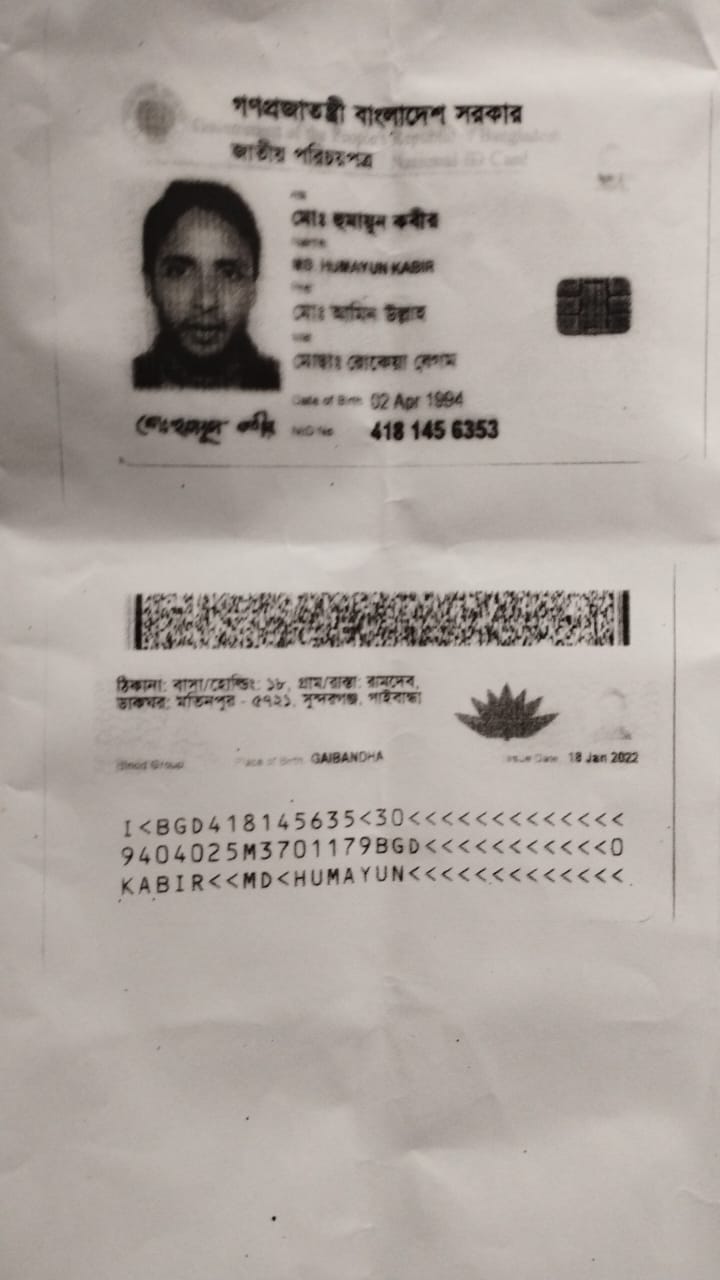 গণপ্রজাতন্ত্রী বাংলাদেশ সরকার
Government of the People's Republic of Bangladesh
জাতীয় পরিচয়পত্র National ID Card
মোঃ হুমায়ুন কবীর
Name
MD. HUMAYUN KABIR
মোঃ আমিন উল্লাহ
মোছাঃ রোকেয়া বেগম
Date of Birth 02 Apr 1994
NID No 418 145 6353
ঠিকানা: বাসা/হোল্ডিং: ১৮, গ্রাম/রাস্তা: রামদেব,
ডাকঘর: মতিনপুর - ৫৭২১, সুন্দরগঞ্জ, গাইবান্ধা
Blood Group Place of Birth GAIBANDHA Issue Date 18 Jan 2022
I<BGD418145635<30<<<<<<<<<<<<<
9404025M3701179BGD<<<<<<<<<<<0
KABIR<<MD<HUMAYUN<<<<<<<<<<<<<